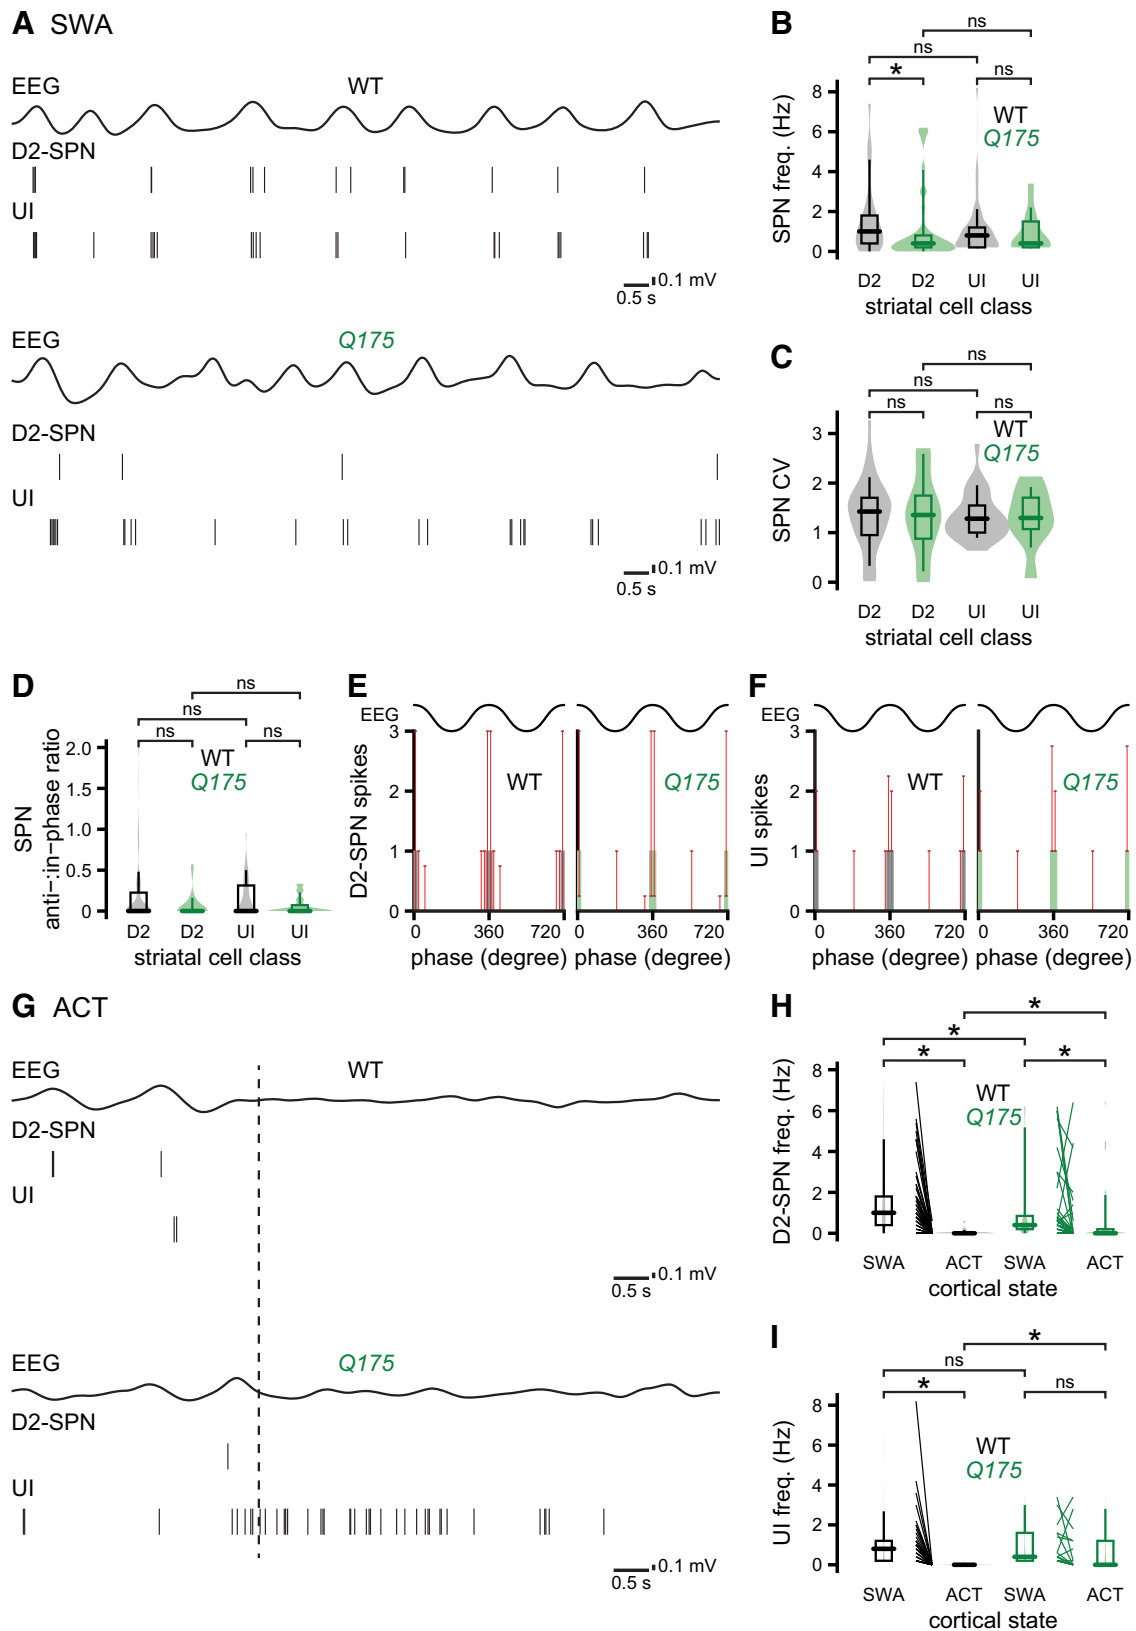 A SWA
EEG WT
D2-SPN
UI
0.1 mV
0.5 s
EEG Q175
D2-SPN
UI
0.1 mV
0.5 s
B
ns
ns
* ns
SPN freq. (Hz)
8
6
4
2
0
WT
Q175
D2 D2 UI UI
striatal cell class
C
ns
ns
ns ns
SPN CV
3
2
1
0
WT
Q175
D2 D2 UI UI
striatal cell class
D
ns
ns
ns ns
SPN
anti-:in-phase ratio
2.0
1.5
1.0
0.5
0
WT
Q175
D2 D2 UI UI
striatal cell class
E
EEG
D2-SPN spikes
3
2
1
0
WT Q175
0 360 720 0 360 720
phase (degree) phase (degree)
F
EEG
UI spikes
3
2
1
0
WT Q175
0 360 720 0 360 720
phase (degree) phase (degree)
G ACT
EEG WT
D2-SPN
UI
0.1 mV
0.5 s
EEG Q175
D2-SPN
UI
0.1 mV
0.5 s
H
*
*
* *
D2-SPN freq. (Hz)
8
6
4
2
0
WT
Q175
SWA ACT SWA ACT
cortical state
I
*
ns
* ns
UI freq. (Hz)
8
6
4
2
0
WT
Q175
SWA ACT SWA ACT
cortical state